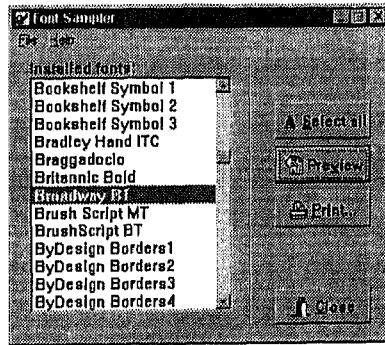 Font Sampler
File Help
Installed fonts
Bookshelf Symbol 1
Bookshelf Symbol 2
Bookshelf Symbol 3
Bradley Hand ITC
Braggadocio
Britannic Bold
Broadway BT
Brush Script MT
BrushScript BT
ByDesign Borders1
ByDesign Borders2
ByDesign Borders3
ByDesign Borders4
A Select all
Preview
Print...
Close